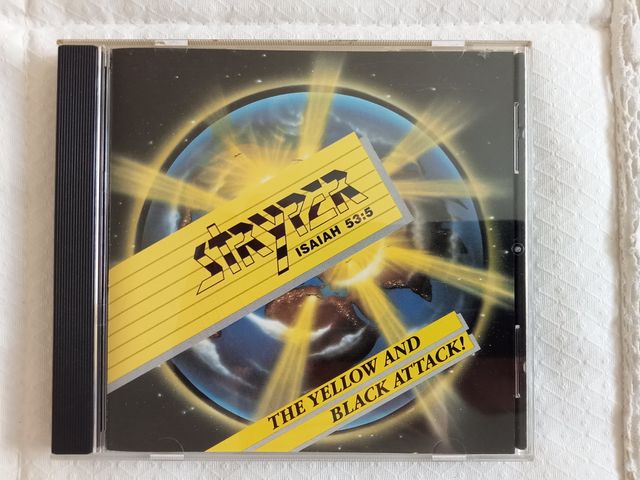 STRYPER
ISAIAH 53:5
THE YELLOW AND
BLACK ATTACK!